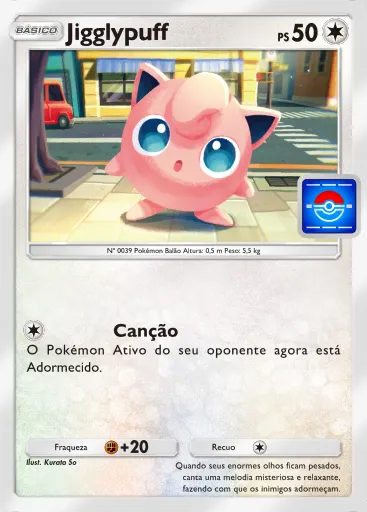 BÁSICO Jigglypuff PS 50
Nº 0039 Pokémon Balão Altura: 0,5 m Peso: 5,5 kg
Canção
O Pokémon Ativo do seu oponente agora está
Adormecido.
Fraqueza +20 Recuo
Ilust. Kurata So
Quando seus enormes olhos ficam pesados,
canta uma melodia misteriosa e relaxante,
fazendo com que os inimigos adormeçam.